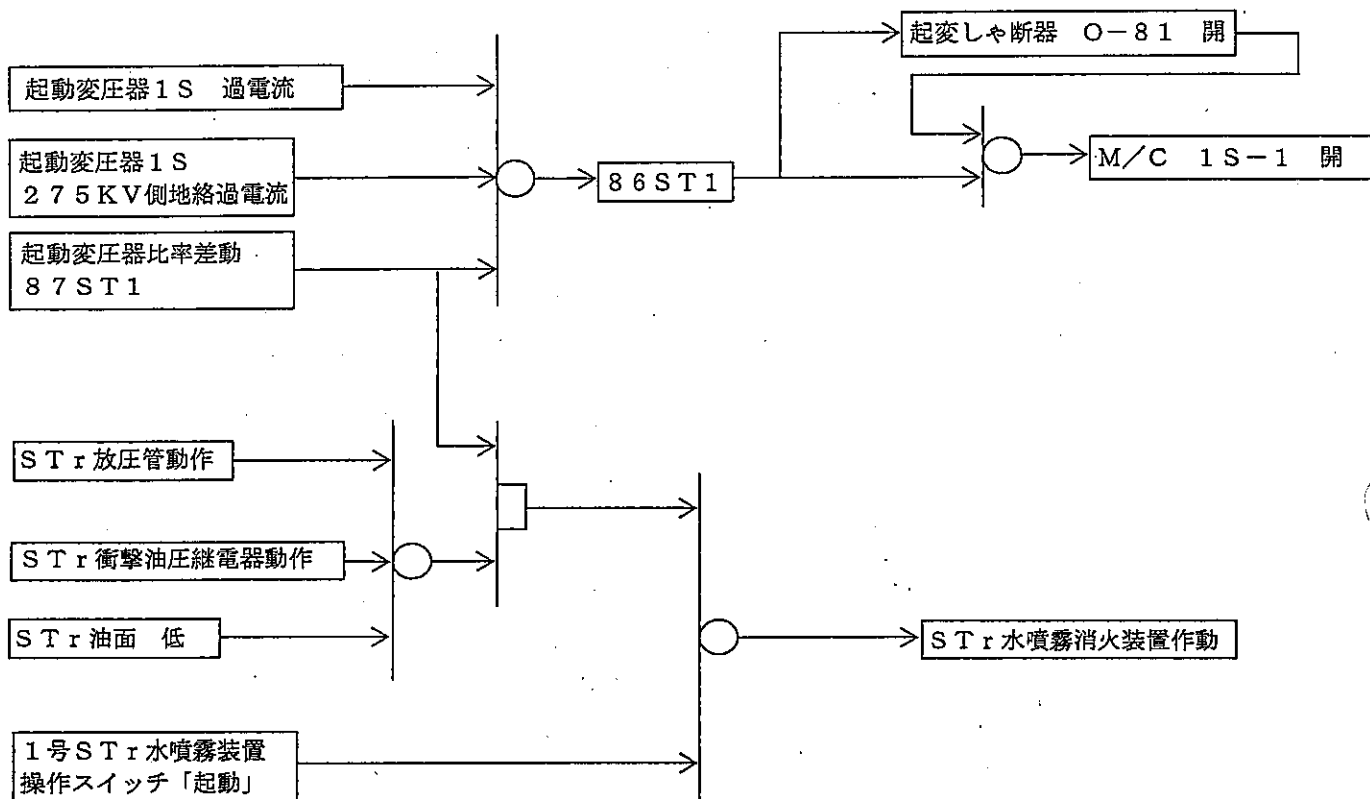 起変しゃ断器 O-81 開
起動変圧器1S 過電流
起動変圧器1S
275KV側地絡過電流
86ST1
M/C 1S-1 開
起動変圧器比率差動
87ST1
STr放圧管動作
STr衝撃油圧継電器動作
STr油面 低
STr水噴霧消火装置作動
1号STr水噴霧装置
操作スイッチ「起動」